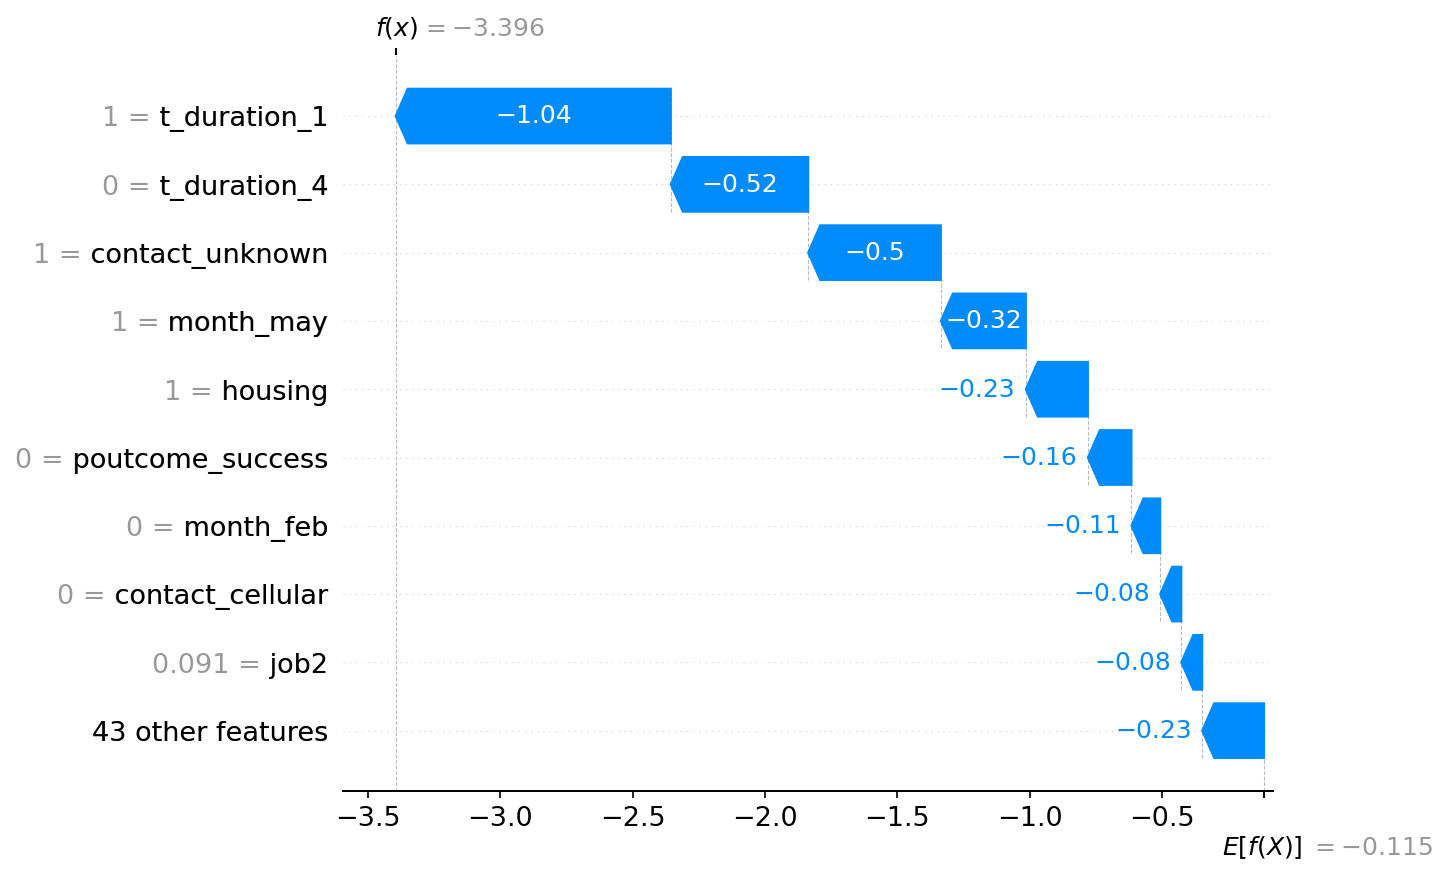 f(x) = −3.396
1 = t_duration_1
−1.04
0 = t_duration_4
−0.52
1 = contact_unknown
−0.5
1 = month_may
−0.32
1 = housing
−0.23
0 = poutcome_success
−0.16
0 = month_feb
−0.11
0 = contact_cellular
−0.08
0.091 = job2
−0.08
43 other features
−0.23
−3.5 −3.0 −2.5 −2.0 −1.5 −1.0 −0.5
E[f(X)] = −0.115